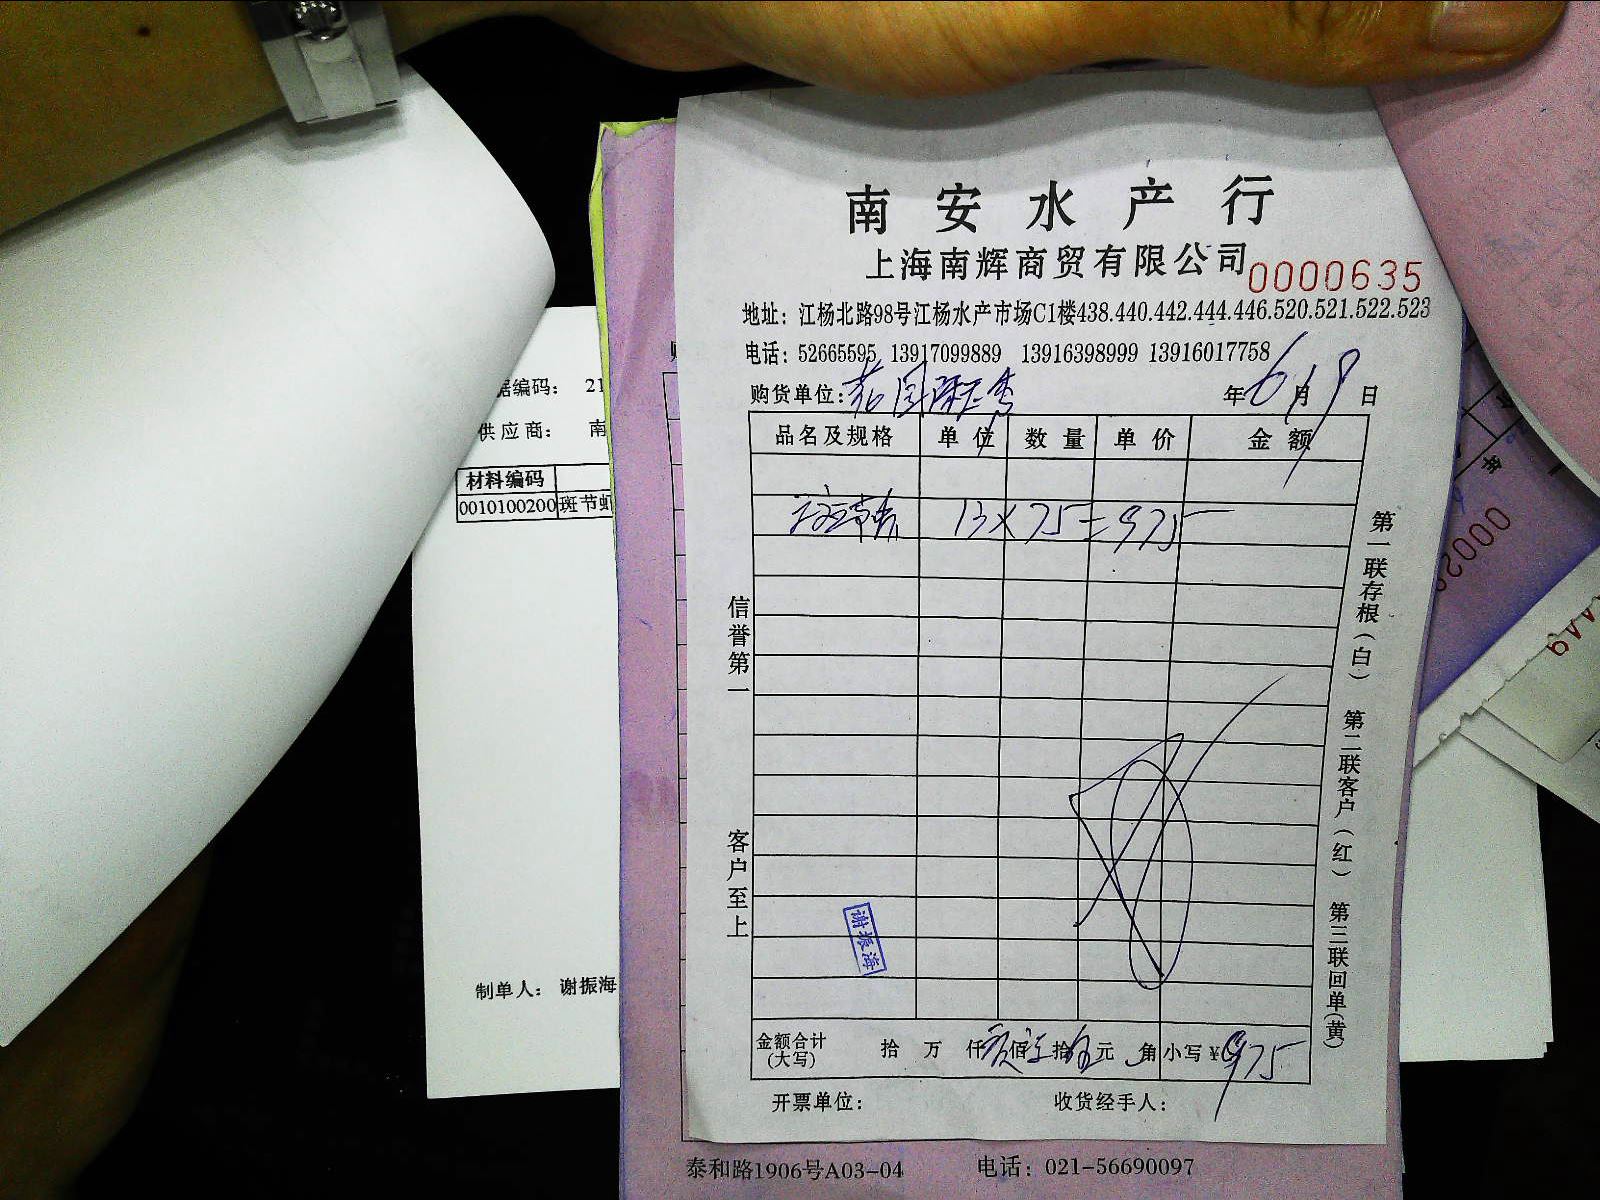 南安水产行
上海南辉商贸有限公司
0000635
地址：江杨北路98号江杨水产市场C1楼438.440.442.444.446.520.521.522.523
电话：52665595 13917099889 13916398999 13916017758
购货单位：花园 年6月19日
品名及规格 单位 数量 单价 金额
斑节 13×75=975
信誉第一
客户至上
第一联存根（白） 第二联客户（红） 第三联回单（黄）
谢振海
金额合计（大写） 拾 万 仟 佰 拾 伍元 角 小写¥975
开票单位： 收货经手人：
泰和路1906号A03-04 电话：021-56690097
据编码： 21
供应商： 南
材料编码
0010100200 斑节虾
制单人： 谢振海